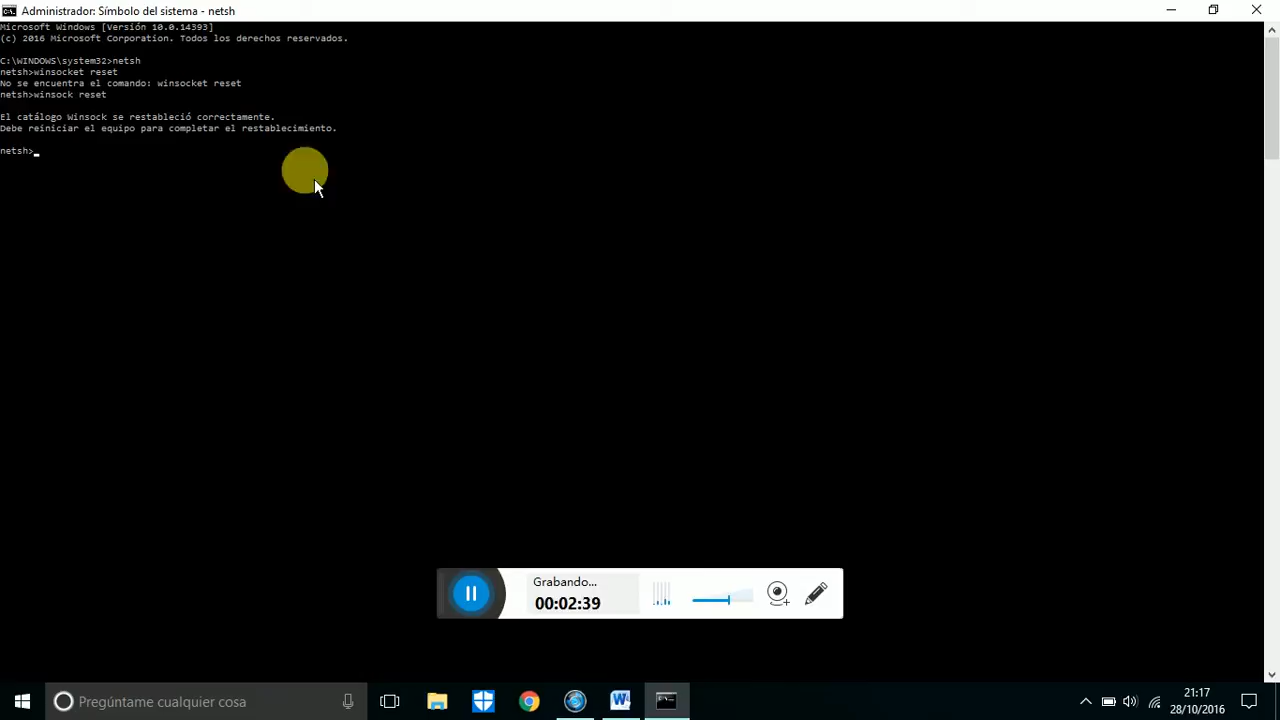 Administrador: Símbolo del sistema - netsh
Microsoft Windows [Versión 10.0.14393]
(c) 2016 Microsoft Corporation. Todos los derechos reservados.
C:\WINDOWS\system32>netsh
netsh>winsocket reset
No se encuentra el comando: winsocket reset
netsh>winsock reset
El catálogo Winsock se restableció correctamente.
Debe reiniciar el equipo para completar el restablecimiento.
netsh>
Grabando...
00:02:39
Pregúntame cualquier cosa
21:17
28/10/2016